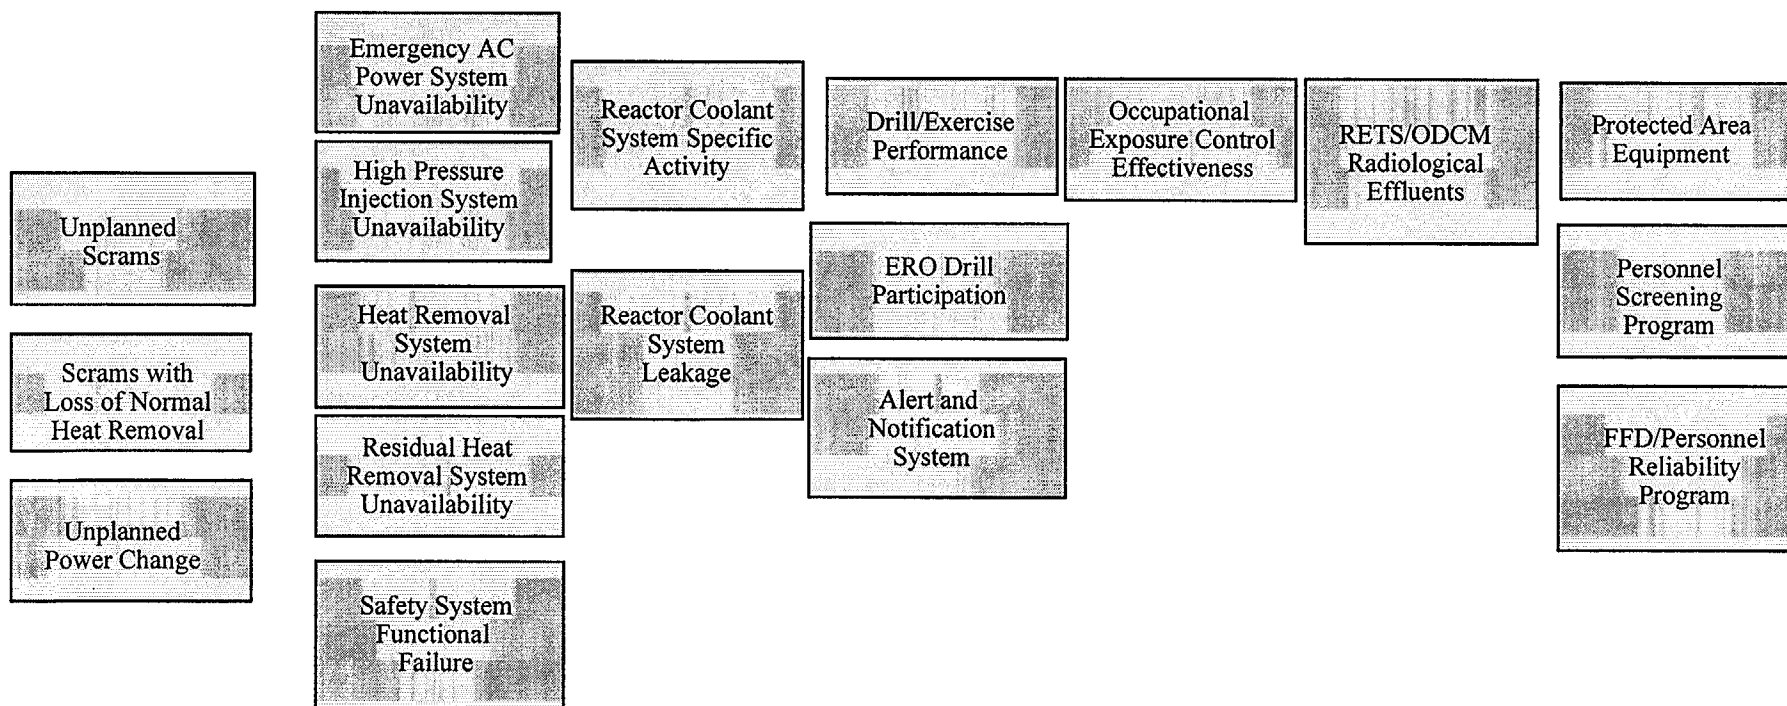 Unplanned
Scrams
Scrams with
Loss of Normal
Heat Removal
Unplanned
Power Change
Emergency AC
Power System
Unavailability
High Pressure
Injection System
Unavailability
Heat Removal
System
Unavailability
Residual Heat
Removal System
Unavailability
Safety System
Functional
Failure
Reactor Coolant
System Specific
Activity
Reactor Coolant
System
Leakage
Drill/Exercise
Performance
ERO Drill
Participation
Alert and
Notification
System
Occupational
Exposure Control
Effectiveness
RETS/ODCM
Radiological
Effluents
Protected Area
Equipment
Personnel
Screening
Program
FFD/Personnel
Reliability
Program